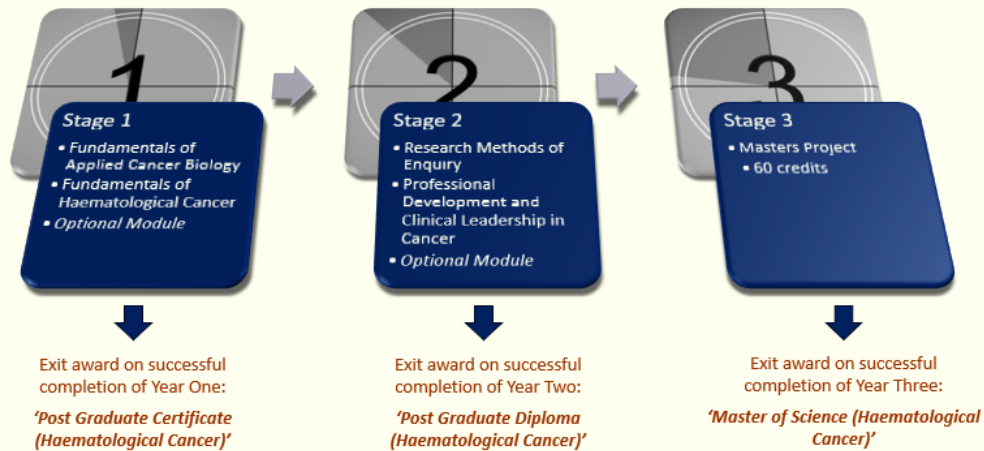 1
Stage 1
▪ Fundamentals of
Applied Cancer Biology
▪ Fundamentals of
Haematological Cancer
▪ Optional Module
Exit award on successful
completion of Year One:
‘Post Graduate Certificate
(Haematological Cancer)’
2
Stage 2
▪ Research Methods of
Enquiry
▪ Professional
Development and
Clinical Leadership in
Cancer
▪ Optional Module
Exit award on successful
completion of Year Two:
‘Post Graduate Diploma
(Haematological Cancer)’
3
Stage 3
▪ Masters Project
▪ 60 credits
Exit award on successful
completion of Year Three:
‘Master of Science (Haematological
Cancer)’